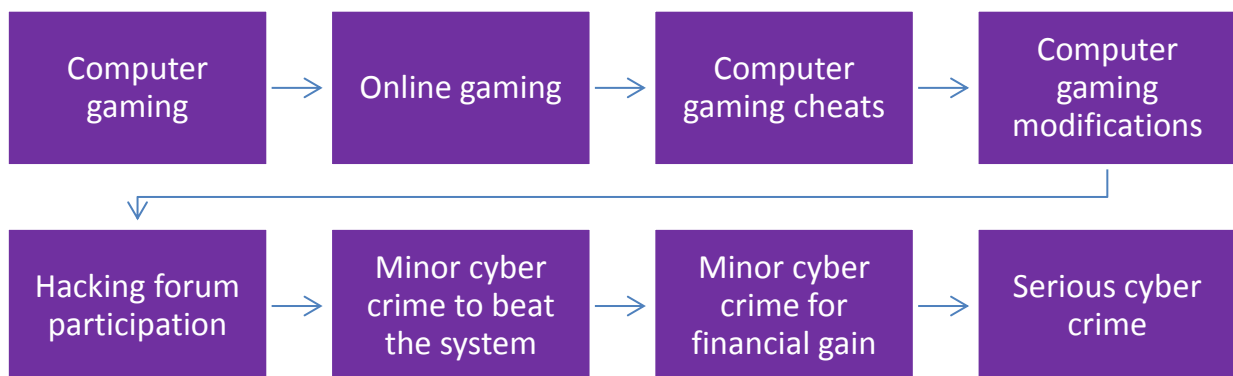 Computer
gaming
Online gaming
Computer
gaming cheats
Computer
gaming
modifications
Hacking forum
participation
Minor cyber
crime to beat
the system
Minor cyber
crime for
financial gain
Serious cyber
crime